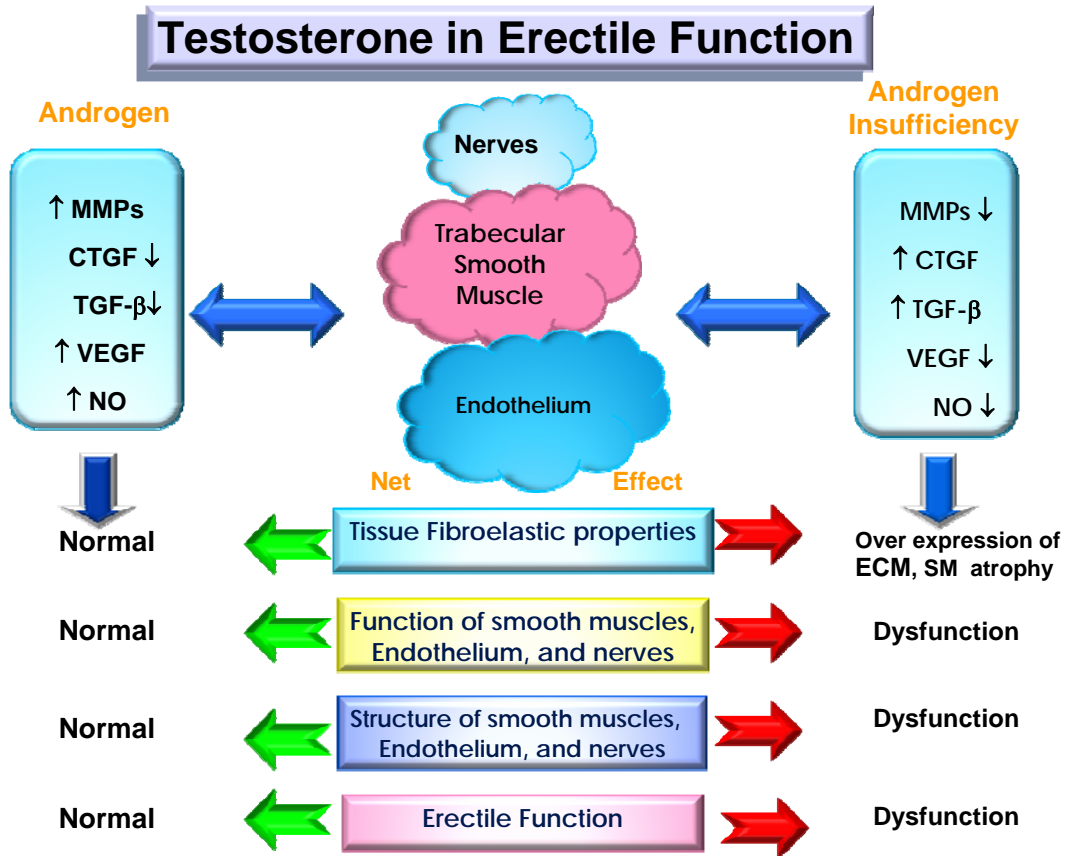 Testosterone in Erectile Function
Androgen
↑ MMPs
CTGF ↓
TGF-β↓
↑ VEGF
↑ NO
Nerves
Trabecular
Smooth
Muscle
Endothelium
Androgen
Insufficiency
MMPs ↓
↑ CTGF
↑ TGF-β
VEGF ↓
NO ↓
Net Effect
Normal
Tissue Fibroelastic properties
Over expression of
ECM, SM atrophy
Normal
Function of smooth muscles,
Endothelium, and nerves
Dysfunction
Normal
Structure of smooth muscles,
Endothelium, and nerves
Dysfunction
Normal
Erectile Function
Dysfunction